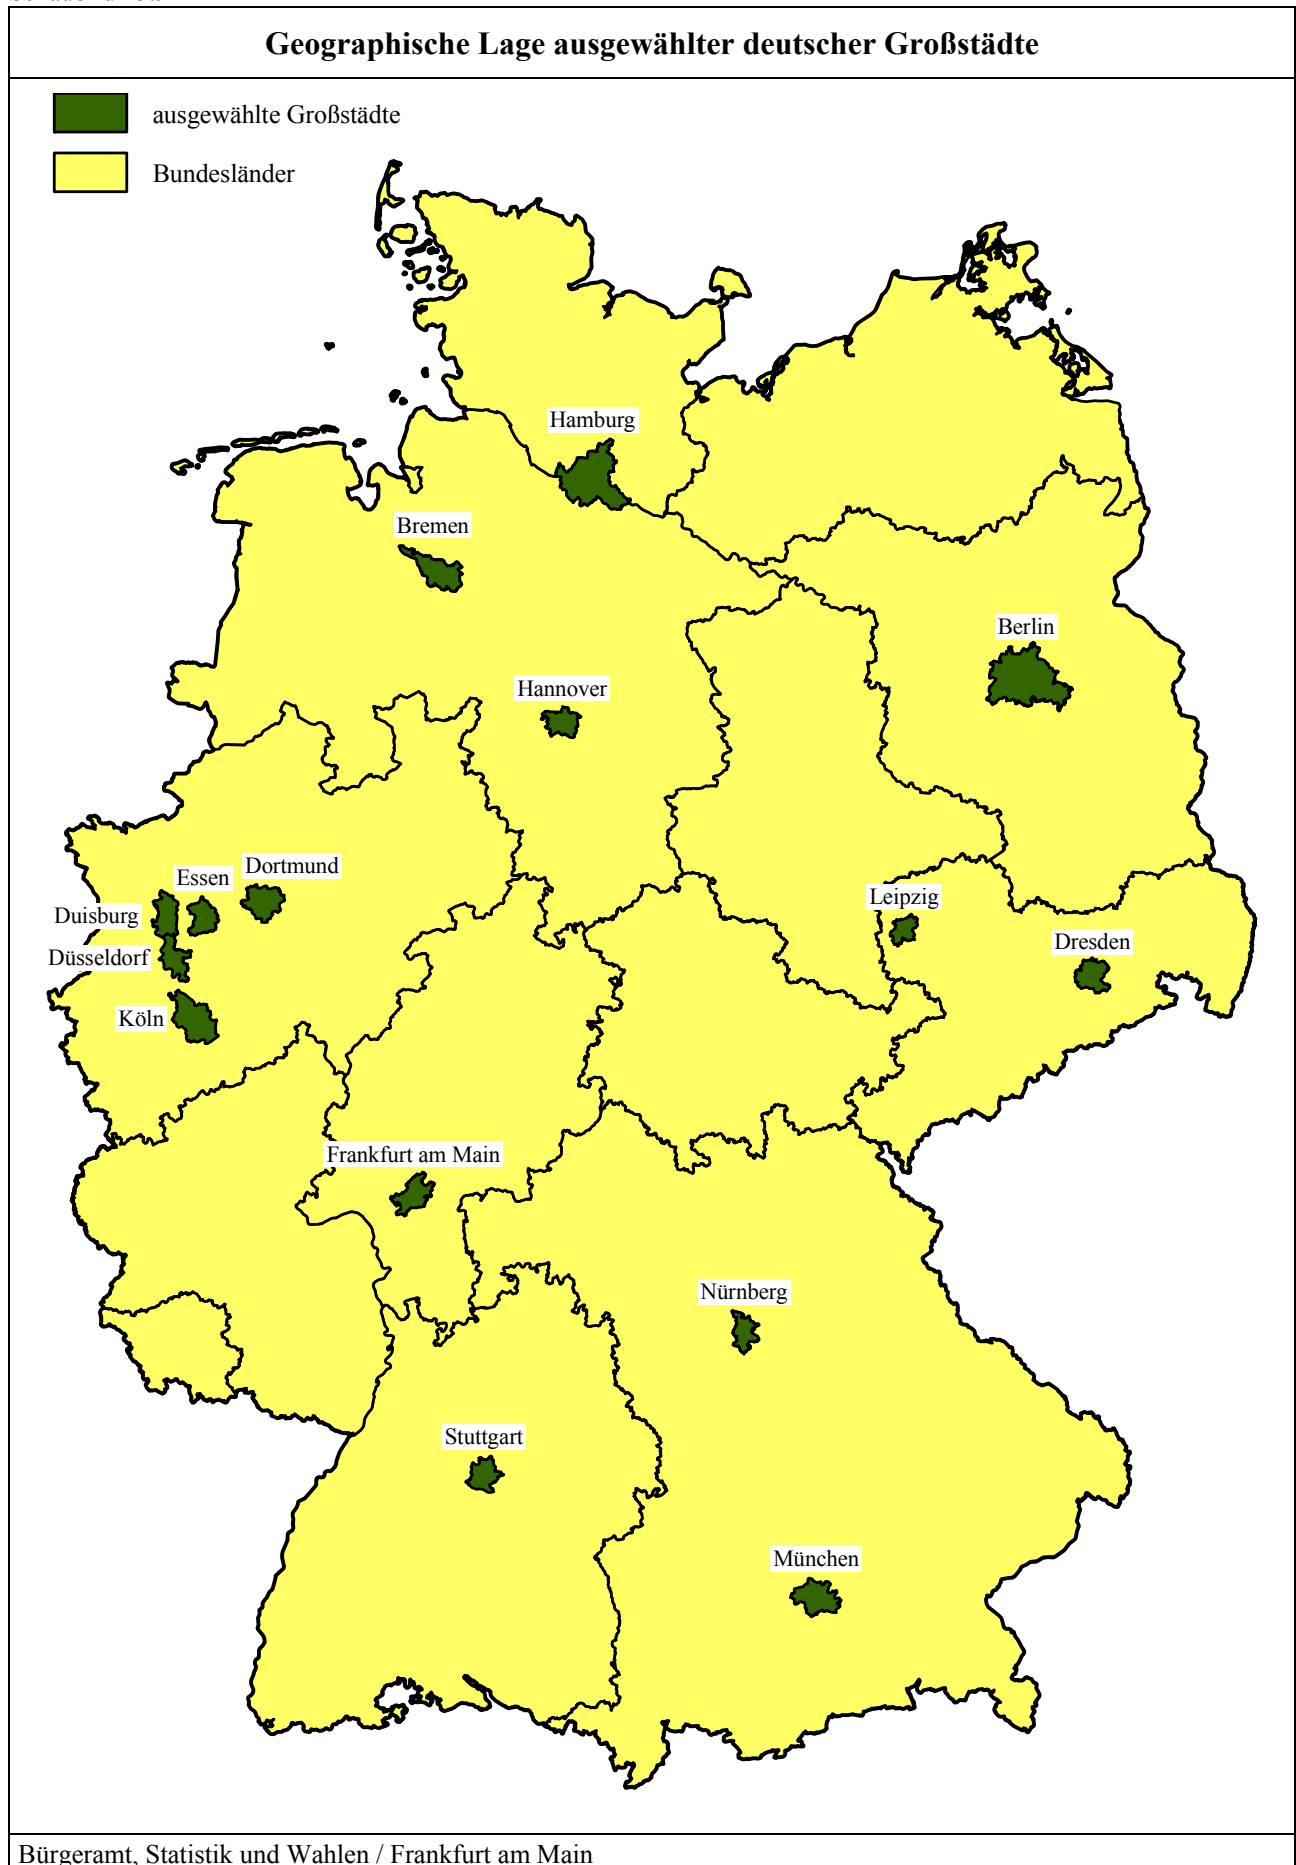 Geographische Lage ausgewählter deutscher Großstädte
ausgewählte Großstädte
Bundesländer
Hamburg
Bremen
Berlin
Hannover
Dortmund
Essen
Leipzig
Duisburg
Dresden
Düsseldorf
Köln
Frankfurt am Main
Nürnberg
Stuttgart
München
Bürgeramt, Statistik und Wahlen / Frankfurt am Main